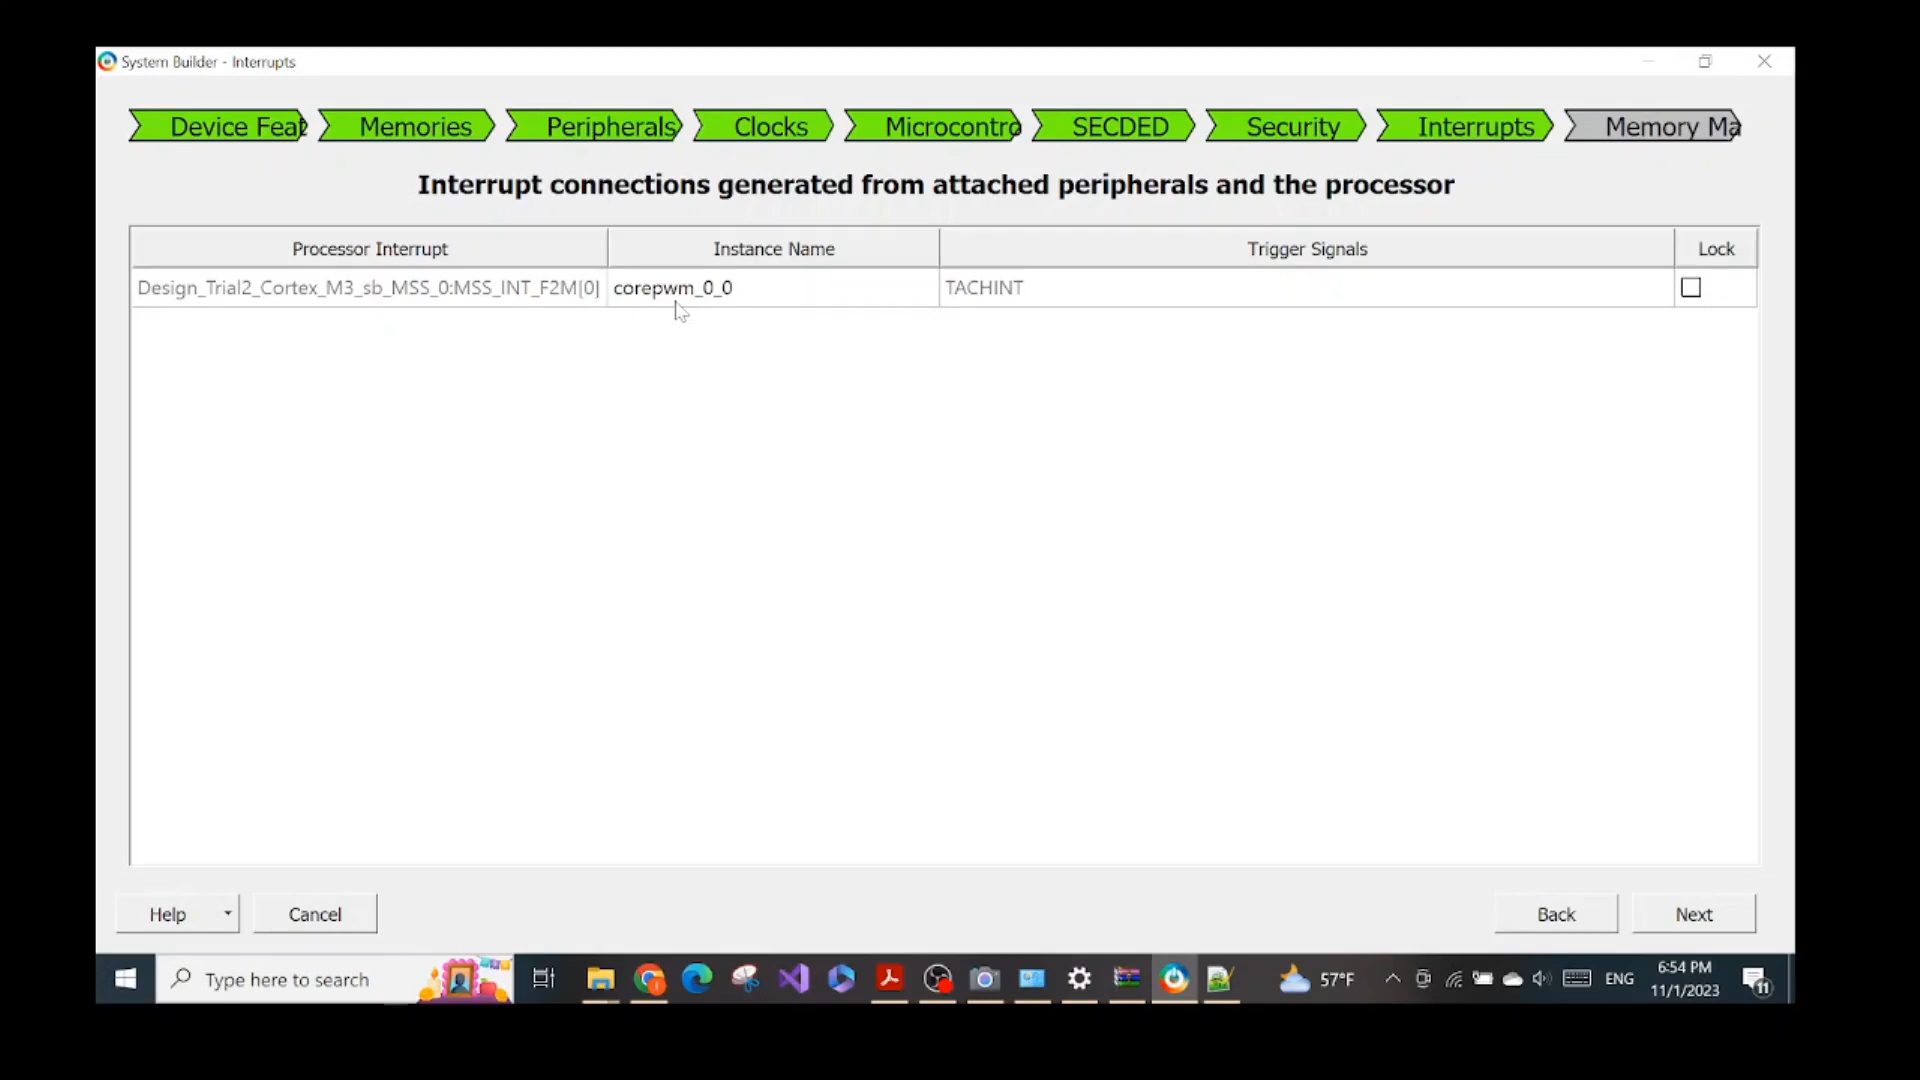 System Builder - Interrupts
Device Feat Memories Peripherals Clocks Microcontro SECDED Security Interrupts Memory Ma
Interrupt connections generated from attached peripherals and the processor
Processor Interrupt Instance Name Trigger Signals Lock
Design_Trial2_Cortex_M3_sb_MSS_0:MSS_INT_F2M[0] corepwm_0_0 TACHINT
Help Cancel Back Next
Type here to search 57°F ENG 6:54 PM
11/1/2023 11